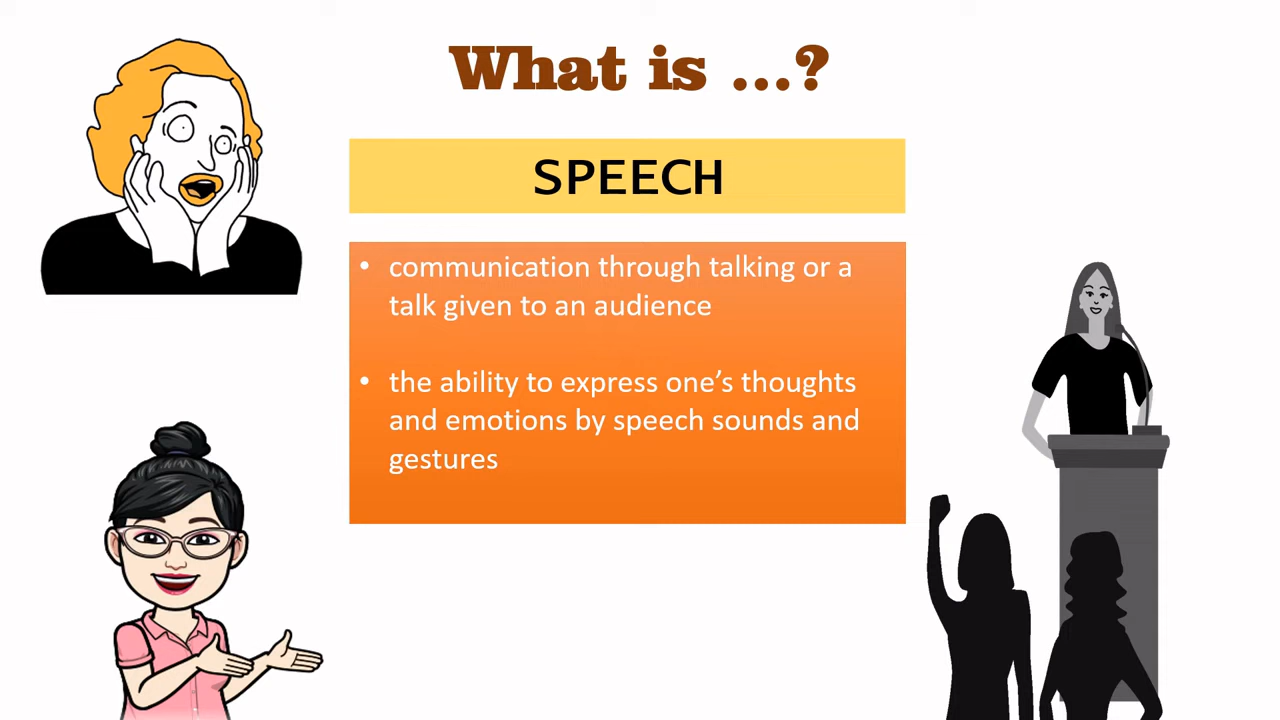 What is ...?
SPEECH
• communication through talking or a
talk given to an audience
• the ability to express one’s thoughts
and emotions by speech sounds and
gestures